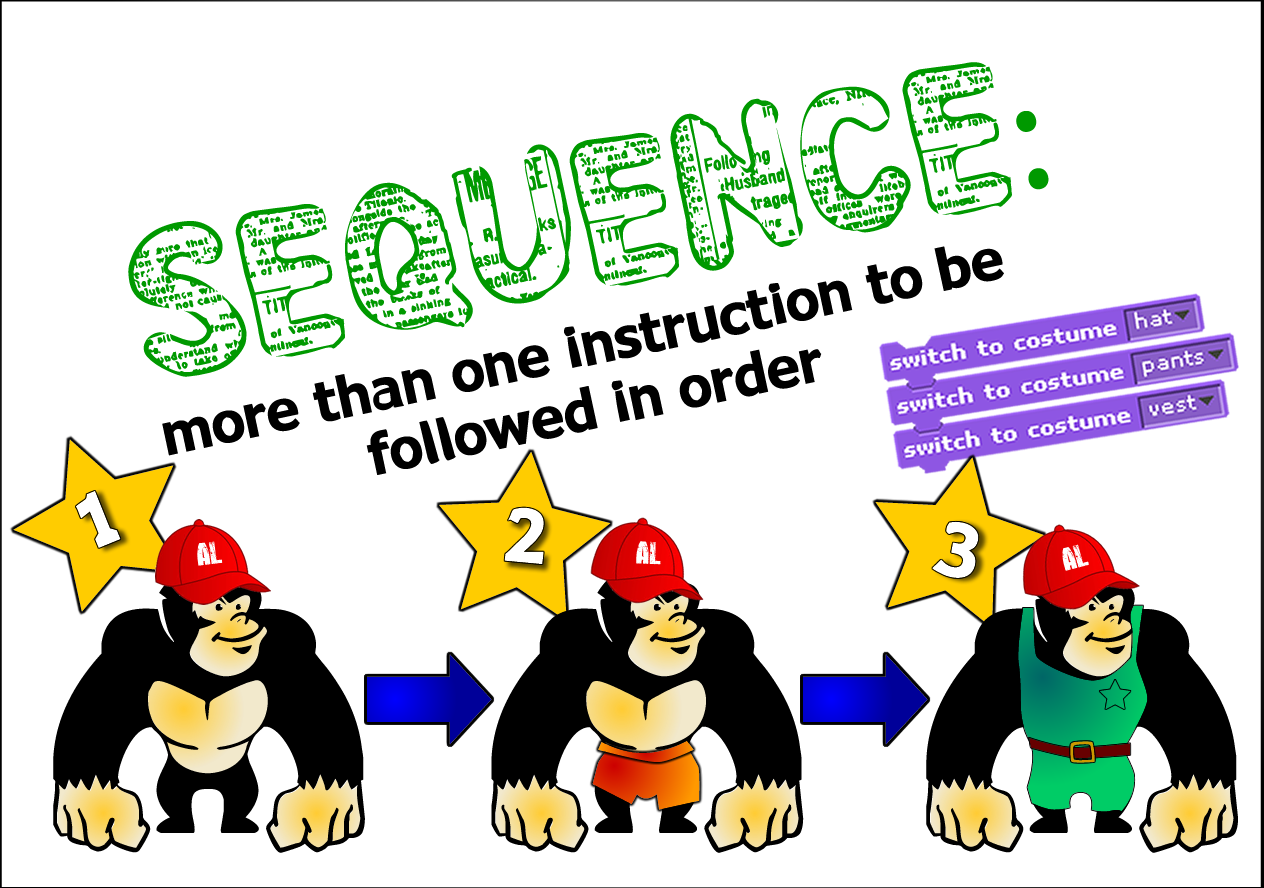 SEQUENCE:
more than one instruction to be
followed in order
switch to costume hat
switch to costume pants
switch to costume vest
1
2
3
AL
AL
AL